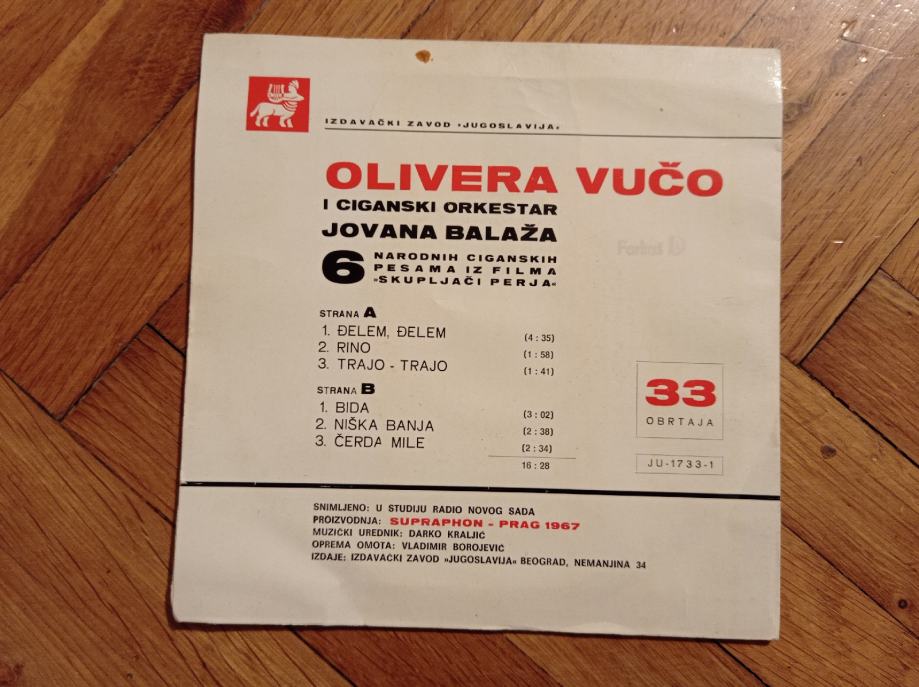 IZDAVAČKI ZAVOD »JUGOSLAVIJA«
OLIVERA VUČO
I CIGANSKI ORKESTAR
JOVANA BALAŽA
6 NARODNIH CIGANSKIH
PESAMA IZ FILMA
»SKUPLJAČI PERJA«
STRANA A
1. ĐELEM, ĐELEM (4 : 35)
2. RINO (1 : 58)
3. TRAJO - TRAJO (1 : 41)
STRANA B
1. BIDA (3 : 02)
2. NIŠKA BANJA (2 : 38)
3. ČERDA MILE (2 : 34)
16 : 28
33
OBRTAJA
JU-1733-1
SNIMLJENO: U STUDIJU RADIO NOVOG SADA
PROIZVODNJA: SUPRAPHON - PRAG 1967
MUZIČKI UREDNIK: DARKO KRALJIĆ
OPREMA OMOTA: VLADIMIR BOROJEVIĆ
IZDAJE: IZDAVAČKI ZAVOD »JUGOSLAVIJA« BEOGRAD, NEMANJINA 34